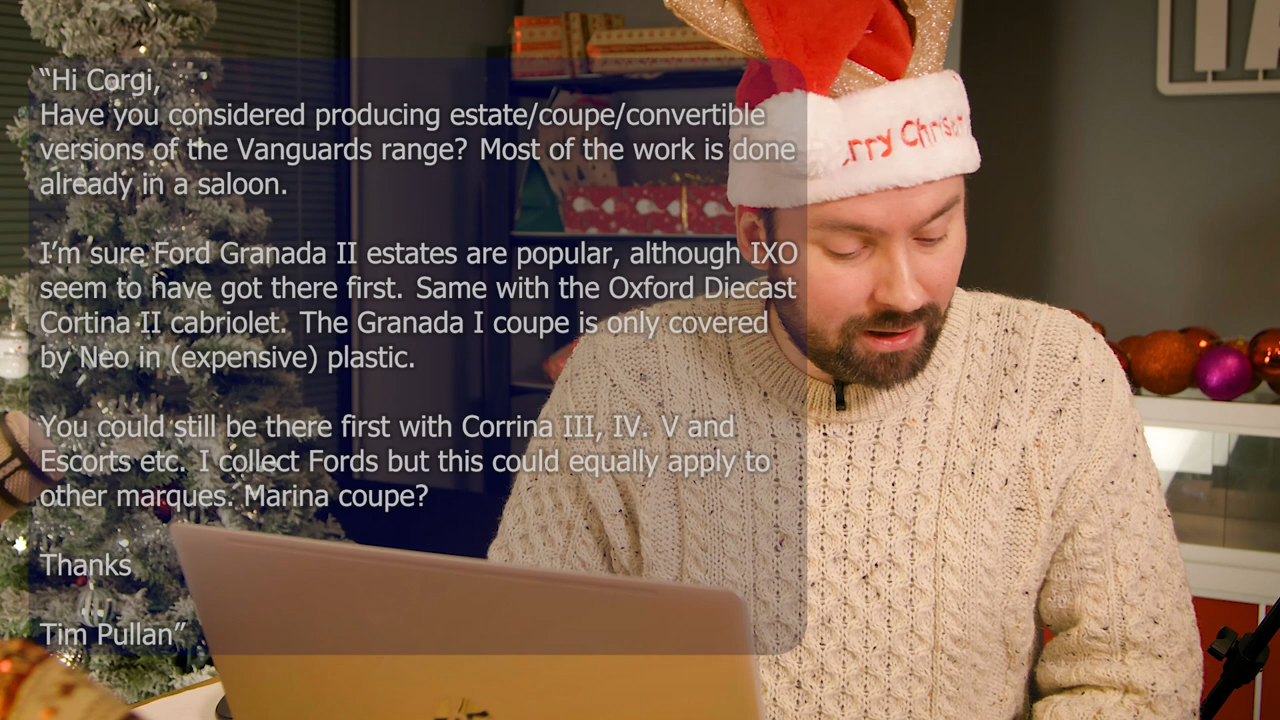 “Hi Corgi,
Have you considered producing estate/coupe/convertible
versions of the Vanguards range? Most of the work is done
already in a saloon.
I’m sure Ford Granada II estates are popular, although IXO
seem to have got there first. Same with the Oxford Diecast
Cortina II cabriolet. The Granada I coupe is only covered
by Neo in (expensive) plastic.
You could still be there first with Corrina III, IV. V and
Escorts etc. I collect Fords but this could equally apply to
other marques. Marina coupe?
Thanks
Tim Pullan”